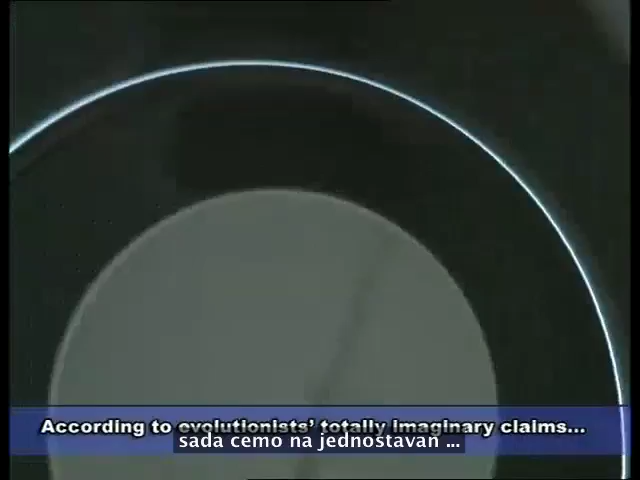 According to evolutionists' totally imaginary claims...
sada cemo na jednostavan ...